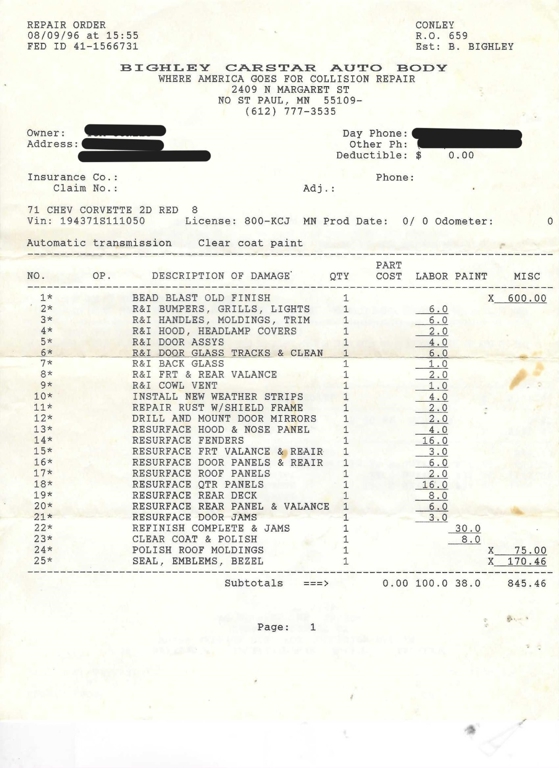 REPAIR ORDER CONLEY
08/09/96 at 15:55 R.O. 659
FED ID 41-1566731 Est: B. BIGHLEY
BIGHLEY CARSTAR AUTO BODY
WHERE AMERICA GOES FOR COLLISION REPAIR
2409 N MARGARET ST
NO ST PAUL, MN 55109-
(612) 777-3535
Owner: Day Phone:
Address: Other Ph:
Deductible: $ 0.00
Insurance Co.: Phone:
Claim No.: Adj.:
71 CHEV CORVETTE 2D RED 8
Vin: 194371S111050 License: 800-KCJ MN Prod Date: 0/ 0 Odometer: 0
Automatic transmission Clear coat paint
PART
NO. OP. DESCRIPTION OF DAMAGE QTY COST LABOR PAINT MISC
1* BEAD BLAST OLD FINISH 1 X 600.00
2* R&I BUMPERS, GRILLS, LIGHTS 1 6.0
3* R&I HANDLES, MOLDINGS, TRIM 1 6.0
4* R&I HOOD, HEADLAMP COVERS 1 2.0
5* R&I DOOR ASSYS 1 4.0
6* R&I DOOR GLASS TRACKS & CLEAN 1 6.0
7* R&I BACK GLASS 1 1.0
8* R&I FRT & REAR VALANCE 1 2.0
9* R&I COWL VENT 1 1.0
10* INSTALL NEW WEATHER STRIPS 1 4.0
11* REPAIR RUST W/SHIELD FRAME 1 2.0
12* DRILL AND MOUNT DOOR MIRRORS 1 2.0
13* RESURFACE HOOD & NOSE PANEL 1 4.0
14* RESURFACE FENDERS 1 16.0
15* RESURFACE FRT VALANCE & REAIR 1 3.0
16* RESURFACE DOOR PANELS & REAIR 1 6.0
17* RESURFACE ROOF PANELS 1 2.0
18* RESURFACE QTR PANELS 1 16.0
19* RESURFACE REAR DECK 1 8.0
20* RESURFACE REAR PANEL & VALANCE 1 6.0
21* RESURFACE DOOR JAMS 1 3.0
22* REFINISH COMPLETE & JAMS 1 30.0
23* CLEAR COAT & POLISH 1 8.0
24* POLISH ROOF MOLDINGS 1 X 75.00
25* SEAL, EMBLEMS, BEZEL 1 X 170.46
Subtotals ===> 0.00 100.0 38.0 845.46
Page: 1